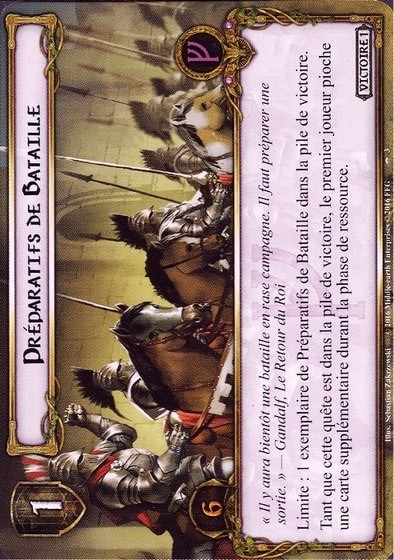 1
PRÉPARATIFS DE BATAILLE
6
« Il y aura bientôt une bataille en rase campagne. Il faut préparer une
sortie. » — Gandalf, Le Retour du Roi
Limite : 1 exemplaire de Préparatifs de Bataille dans la pile de victoire.
Tant que cette quête est dans la pile de victoire, le premier joueur pioche
une carte supplémentaire durant la phase de ressource.
VICTOIRE 1
Illus. Sebastian Zakrzewski © 2016 Middle-earth Enterprises © 2016 FFG 3